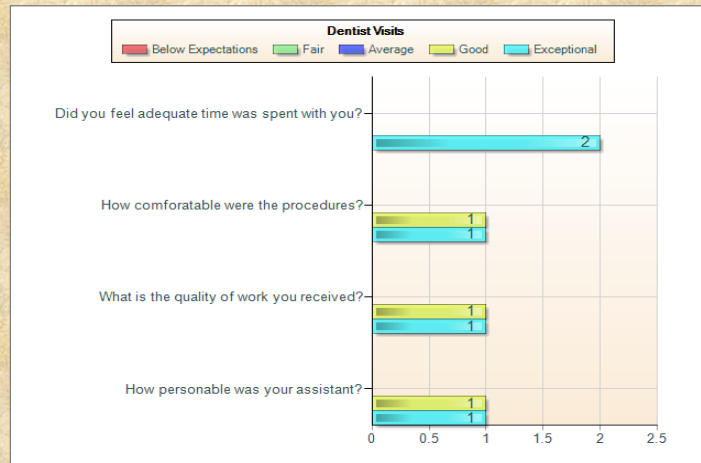 Dentist Visits
Below Expectations Fair Average Good Exceptional
Did you feel adequate time was spent with you?
2
How comforatable were the procedures?
1
1
What is the quality of work you received?
1
1
How personable was your assistant?
1
1
0 0.5 1 1.5 2 2.5